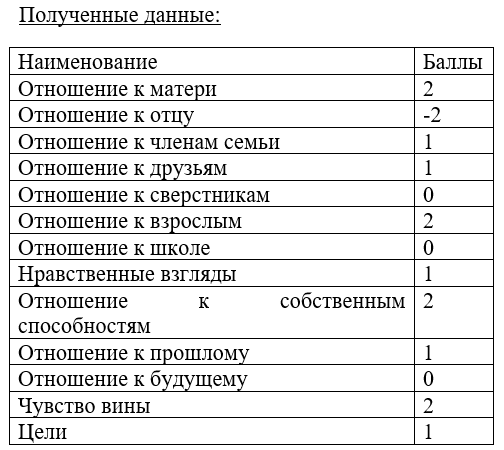 Полученные данные:
Наименование Баллы
Отношение к матери 2
Отношение к отцу -2
Отношение к членам семьи 1
Отношение к друзьям 1
Отношение к сверстникам 0
Отношение к взрослым 2
Отношение к школе 0
Нравственные взгляды 1
Отношение к собственным 2
способностям
Отношение к прошлому 1
Отношение к будущему 0
Чувство вины 2
Цели 1